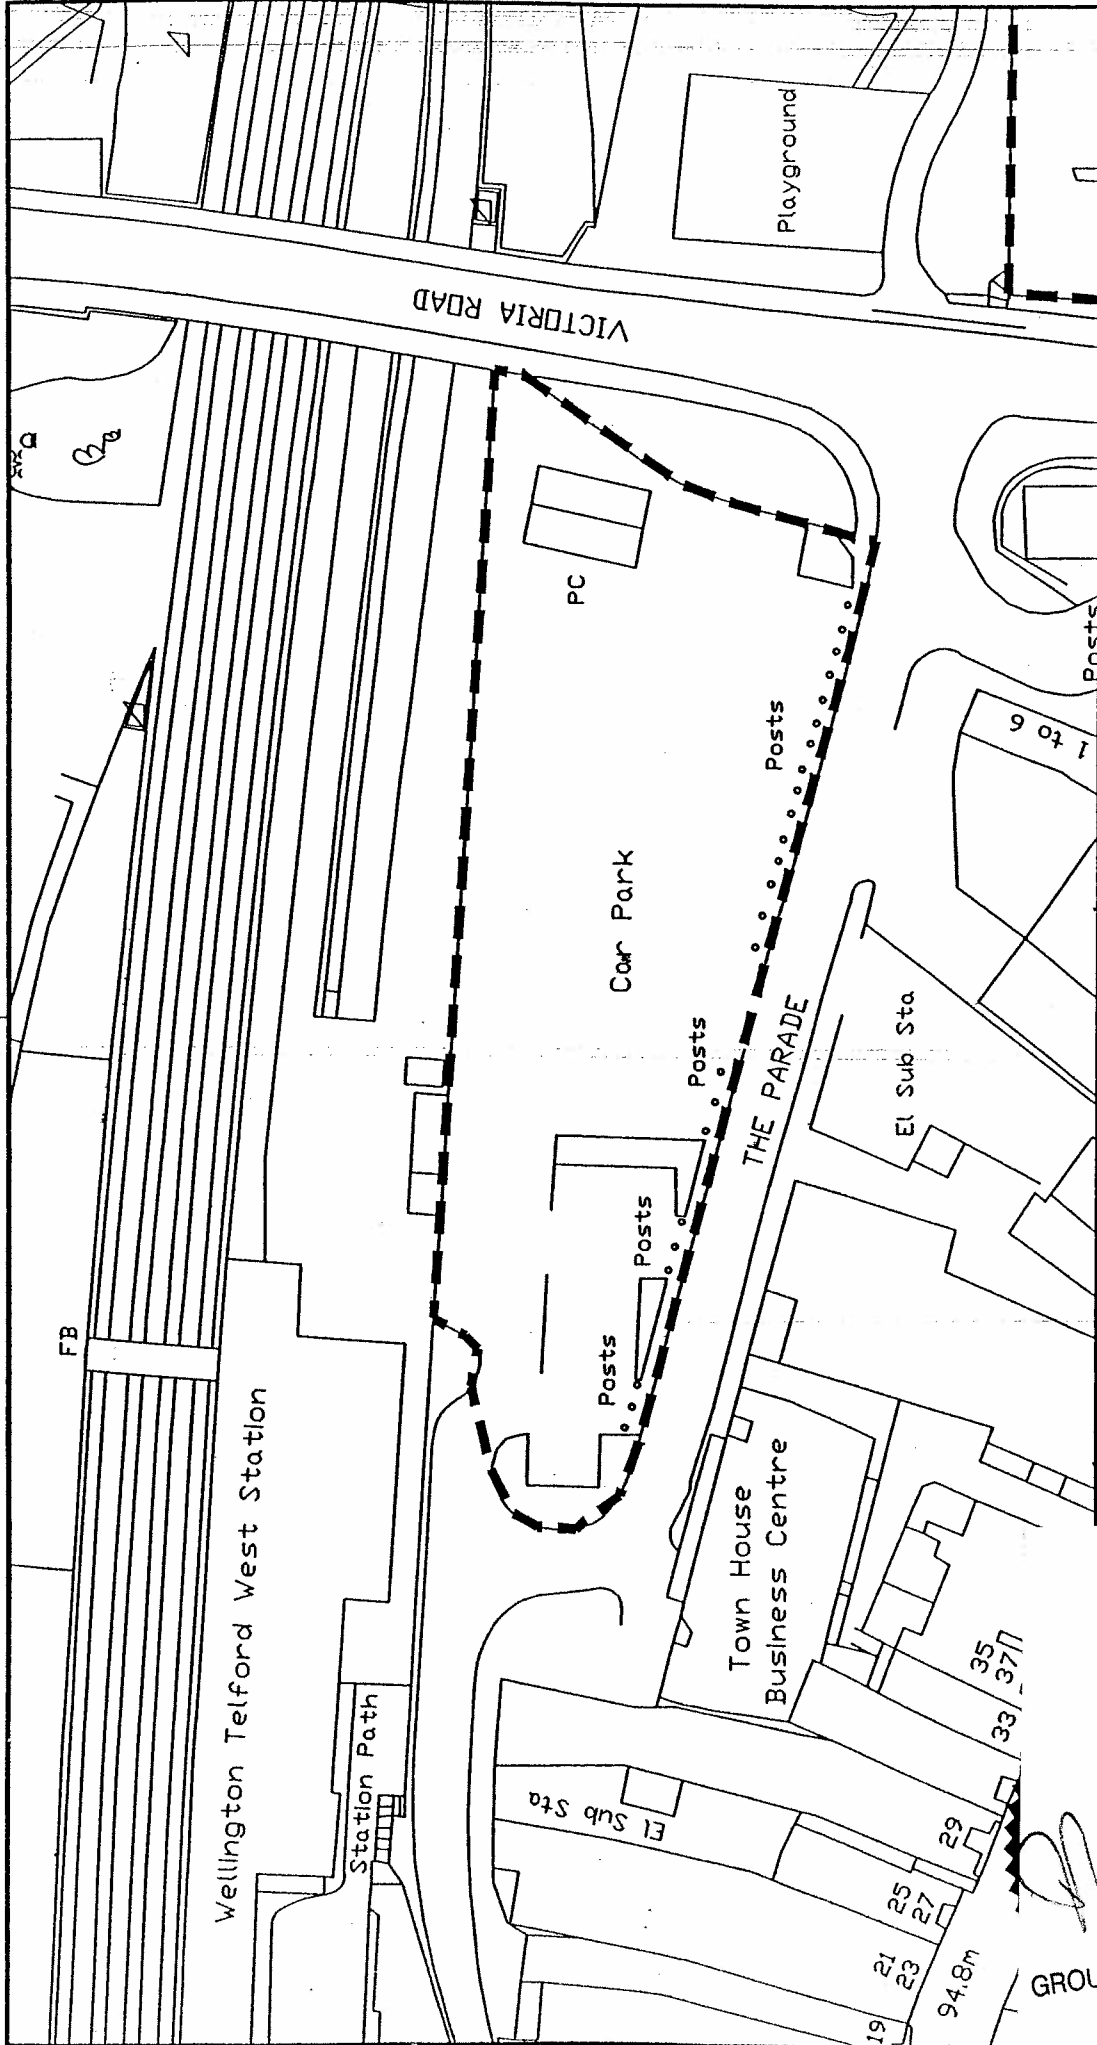 Playground
VICTORIA ROAD
PC
Posts
Posts
1 to 6
Car Park
Posts
THE PARADE
El Sub Sta
Posts
Posts
FB
Wellington Telford West Station
Town House
Business Centre
Station Path
El Sub Sta
35
37
33
29
25
27
21
23
19
94.8m
GROU